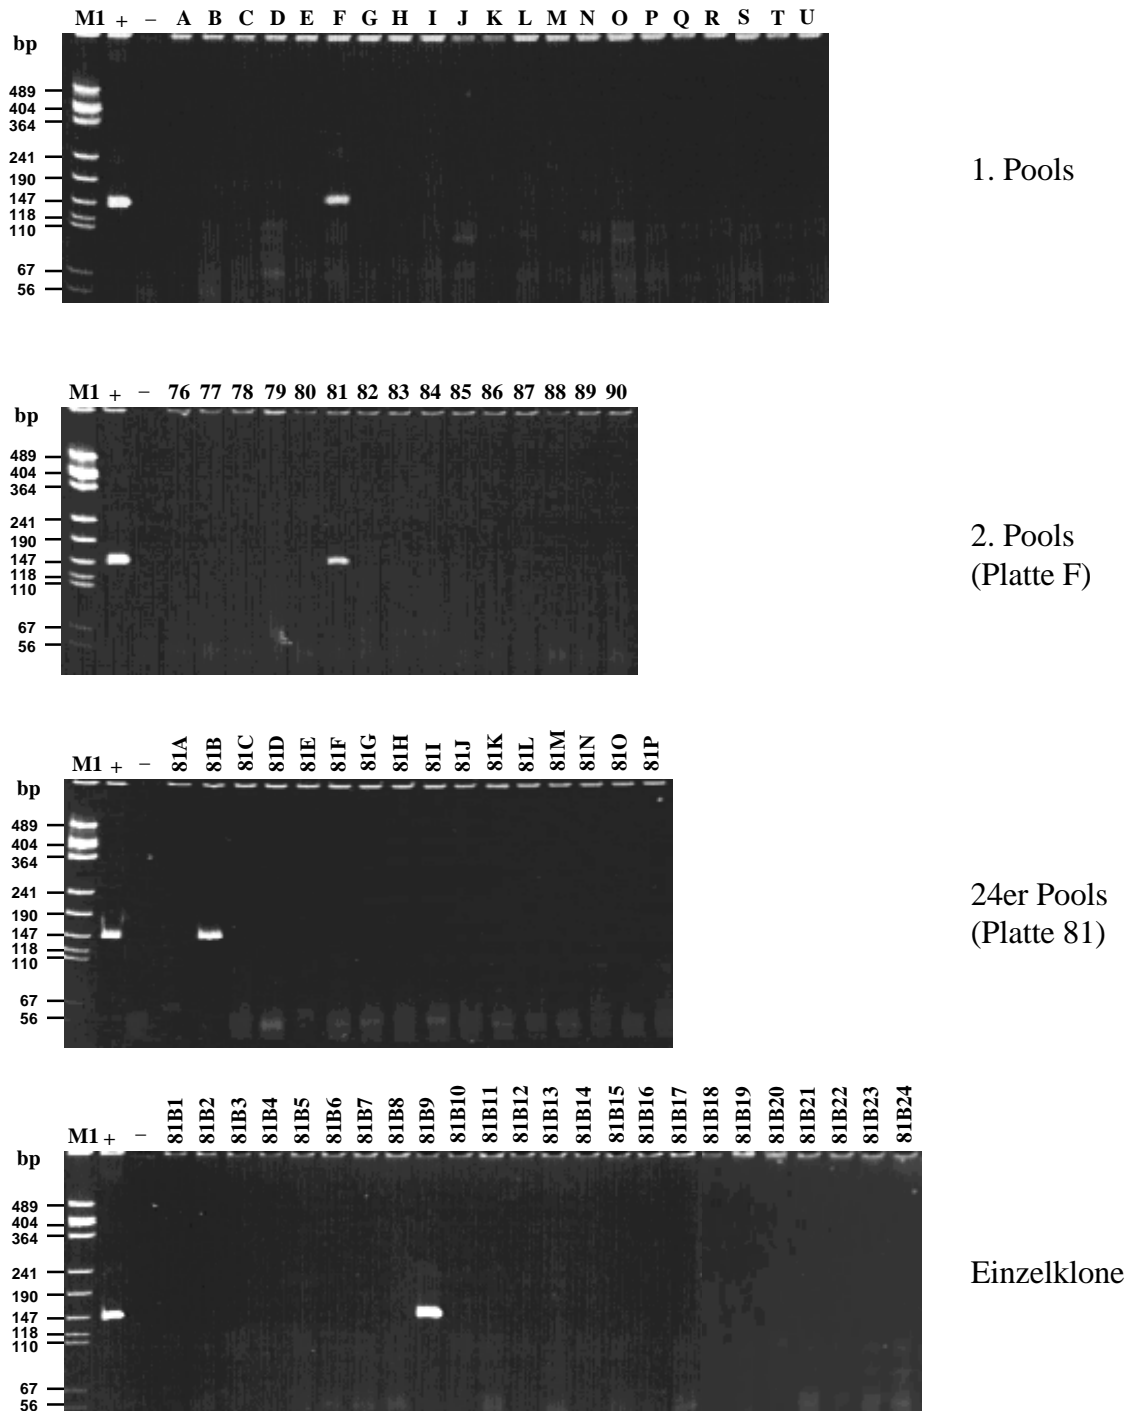 M1 + – A B C D E F G H I J K L M N O P Q R S T U
bp
489
404
364
241
190
147
118
110
67
56
1. Pools
M1 + – 76 77 78 79 80 81 82 83 84 85 86 87 88 89 90
bp
489
404
364
241
190
147
118
110
67
56
2. Pools
(Platte F)
M1 + – 81A 81B 81C 81D 81E 81F 81G 81H 81I 81J 81K 81L 81M 81N 81O 81P
bp
489
404
364
241
190
147
118
110
67
56
24er Pools
(Platte 81)
M1 + – 81B1 81B2 81B3 81B4 81B5 81B6 81B7 81B8 81B9 81B10 81B11 81B12 81B13 81B14 81B15 81B16 81B17 81B18 81B19 81B20 81B21 81B22 81B23 81B24
bp
489
404
364
241
190
147
118
110
67
56
Einzelklone